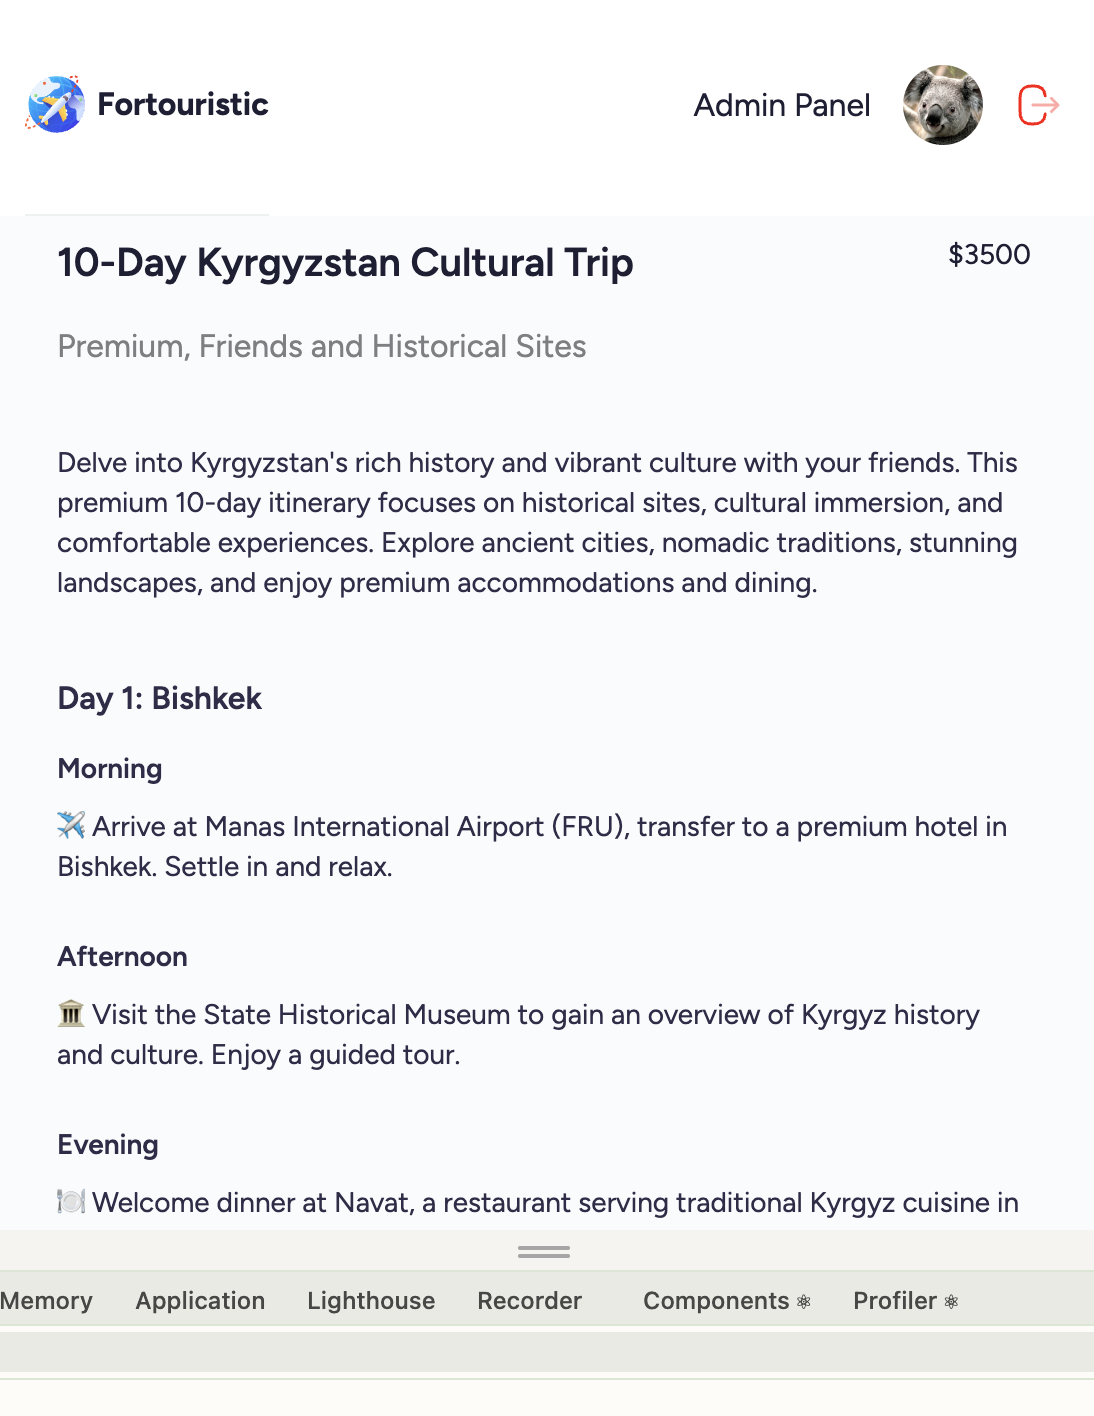 Fortouristic
Admin Panel
10-Day Kyrgyzstan Cultural Trip
$3500
Premium, Friends and Historical Sites
Delve into Kyrgyzstan's rich history and vibrant culture with your friends. This
premium 10-day itinerary focuses on historical sites, cultural immersion, and
comfortable experiences. Explore ancient cities, nomadic traditions, stunning
landscapes, and enjoy premium accommodations and dining.
Day 1: Bishkek
Morning
✈️ Arrive at Manas International Airport (FRU), transfer to a premium hotel in
Bishkek. Settle in and relax.
Afternoon
🏛️ Visit the State Historical Museum to gain an overview of Kyrgyz history
and culture. Enjoy a guided tour.
Evening
🍽️ Welcome dinner at Navat, a restaurant serving traditional Kyrgyz cuisine in
Memory Application Lighthouse Recorder Components ⚛ Profiler ⚛